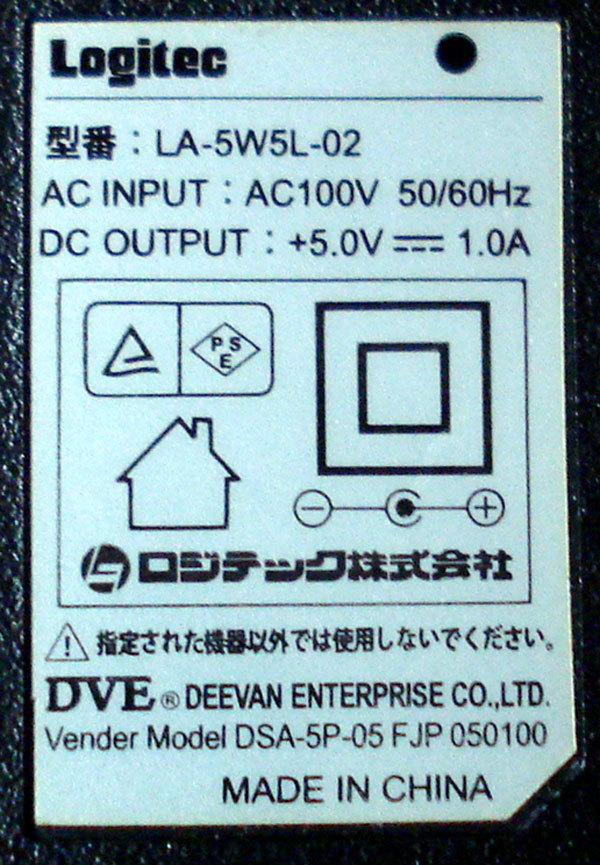 Logitec
型番：LA-5W5L-02
AC INPUT：AC100V 50/60Hz
DC OUTPUT：+5.0V ⎓ 1.0A
PS
E
ロジテック株式会社
指定された機器以外では使用しないでください。
DVE® DEEVAN ENTERPRISE CO.,LTD.
Vender Model DSA-5P-05 FJP 050100
MADE IN CHINA